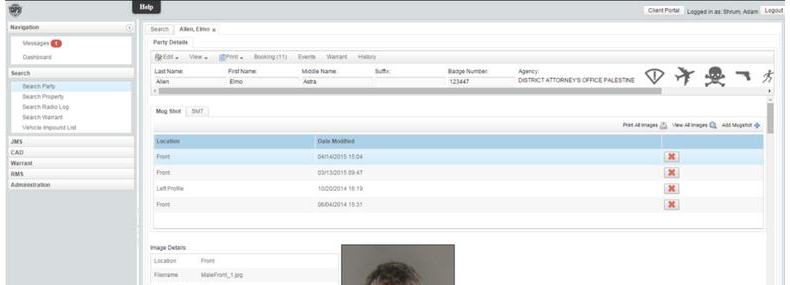 Help
Client Portal Logged in as: Shrum, Adam Logout
Navigation
Messages 1
Dashboard
Search
Search Party
Search Property
Search Radio Log
Search Warrant
Vehicle Impound List
JMS
CAD
Warrant
RMS
Administration
Search Allen, Elmo x
Party Details
Edit View Print Booking (11) Events Warrant History
Last Name: First Name: Middle Name: Suffix: Badge Number: Agency:
Allen Elmo Astra 123447 DISTRICT ATTORNEY'S OFFICE PALESTINE
Mug Shot SMT
Print All Images View All Images Add Mugshot
Location Date Modified
Front 04/14/2015 15:04
Front 03/13/2015 09:47
Left Profile 10/20/2014 16:19
Front 06/04/2014 15:31
Image Details
Location Front
Filename MaleFront_1.jpg